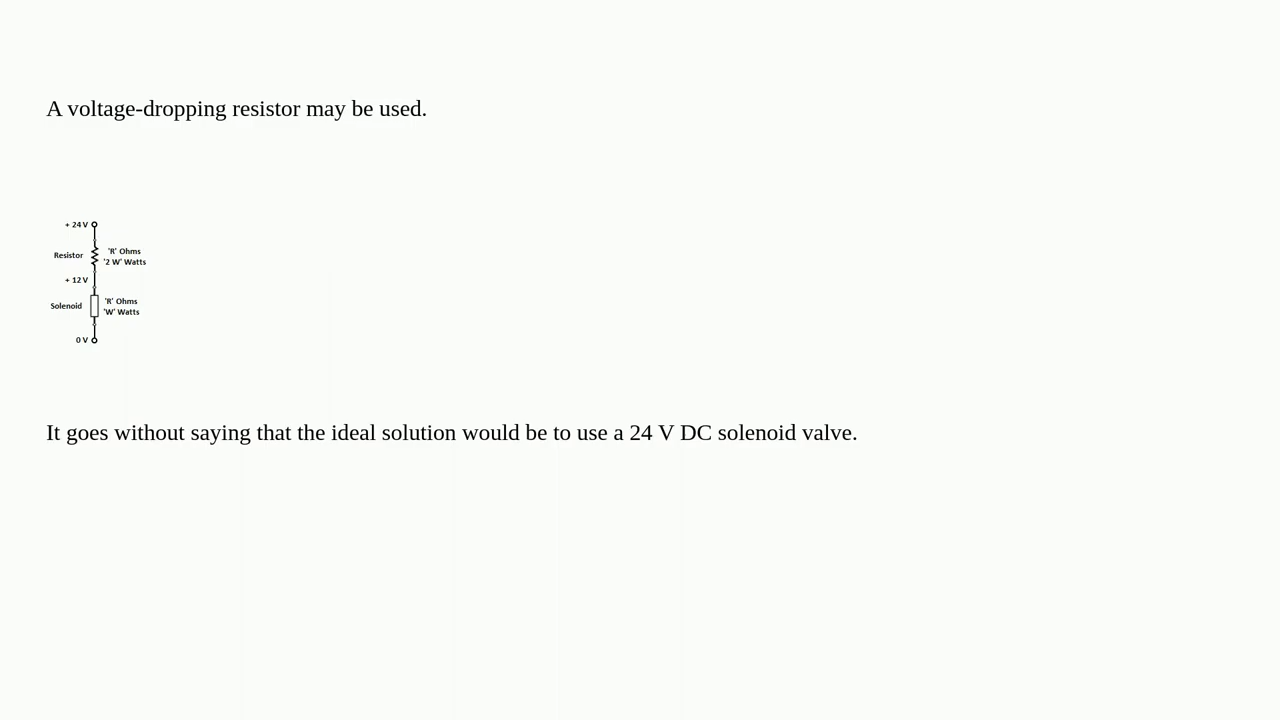 A voltage-dropping resistor may be used.
+ 24 V
Resistor
'R' Ohms
'2 W' Watts
+ 12 V
Solenoid
'R' Ohms
'W' Watts
0 V
It goes without saying that the ideal solution would be to use a 24 V DC solenoid valve.